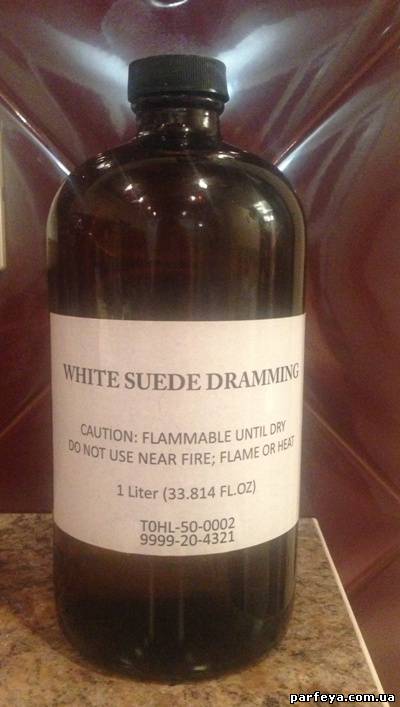 WHITE SUEDE DRAMMING
CAUTION: FLAMMABLE UNTIL DRY
DO NOT USE NEAR FIRE; FLAME OR HEAT
1 Liter (33.814 FL.OZ)
T0HL-50-0002
9999-20-4321
parfeya.com.ua